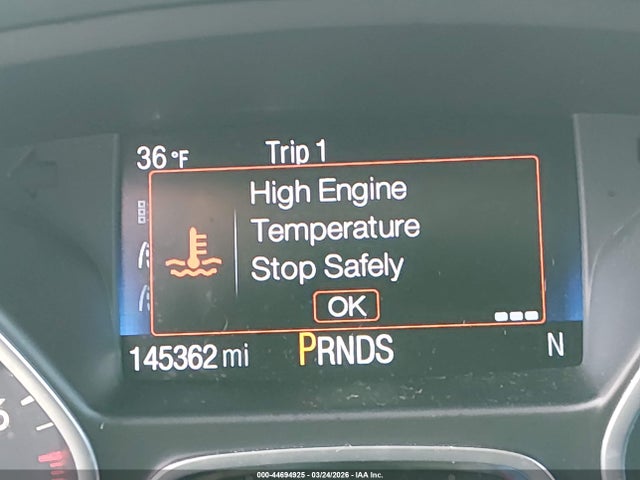 36 °F Trip 1
High Engine
Temperature
Stop Safely
OK
145362 mi PRNDS N
000-44694925 - 03/24/2026 - IAA Inc.